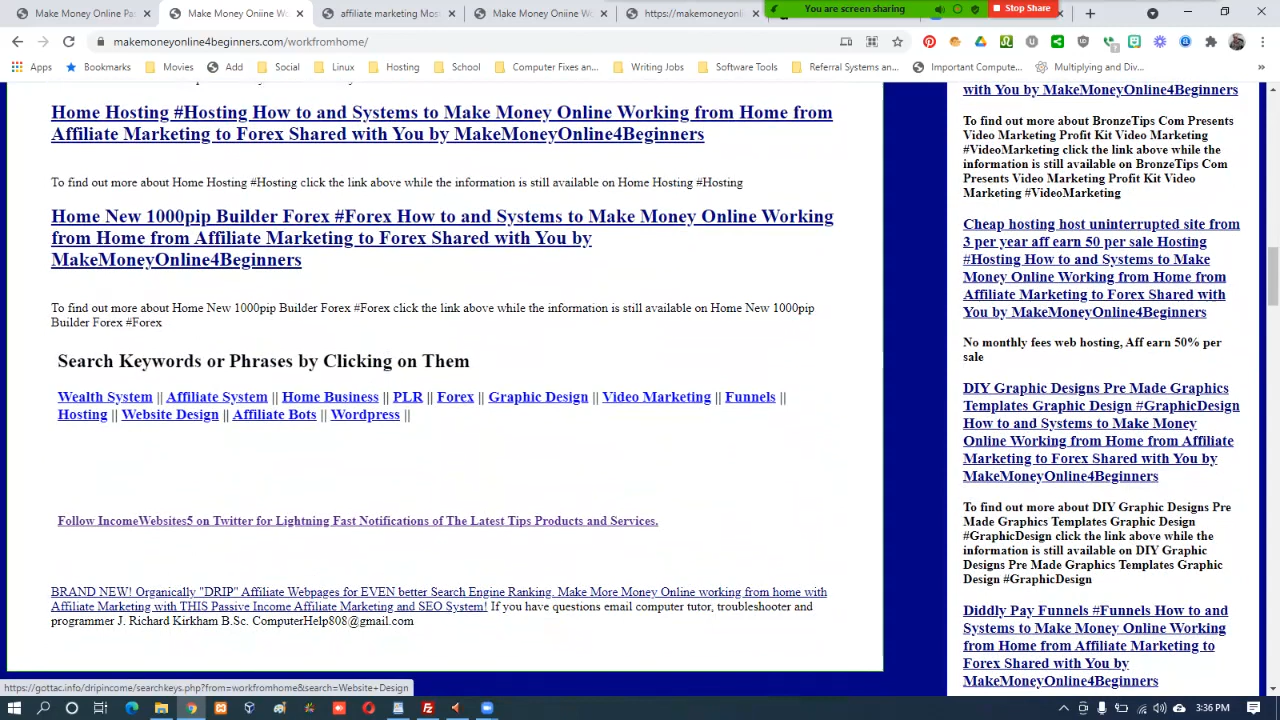 Make Money Online Pas
Make Money Online Wo
affiliate marketing Mos
Make Money Online Wo
https://makemoneyonli
You are screen sharing
Stop Share
makemoneyonline4beginners.com/workfromhome/
Apps
Bookmarks
Movies
Add
Social
Linux
Hosting
School
Computer Fixes an...
Writing Jobs
Software Tools
Referral Systems an...
Important Compute...
Multiplying and Div...
»
Home Hosting #Hosting How to and Systems to Make Money Online Working from Home from
Affiliate Marketing to Forex Shared with You by MakeMoneyOnline4Beginners
To find out more about Home Hosting #Hosting click the link above while the information is still available on Home Hosting #Hosting
Home New 1000pip Builder Forex #Forex How to and Systems to Make Money Online Working
from Home from Affiliate Marketing to Forex Shared with You by
MakeMoneyOnline4Beginners
To find out more about Home New 1000pip Builder Forex #Forex click the link above while the information is still available on Home New 1000pip
Builder Forex #Forex
Search Keywords or Phrases by Clicking on Them
Wealth System || Affiliate System || Home Business || PLR || Forex || Graphic Design || Video Marketing || Funnels ||
Hosting || Website Design || Affiliate Bots || Wordpress ||
Follow IncomeWebsites5 on Twitter for Lightning Fast Notifications of The Latest Tips Products and Services.
BRAND NEW! Organically "DRIP" Affiliate Webpages for EVEN better Search Engine Ranking. Make More Money Online working from home with
Affiliate Marketing with THIS Passive Income Affiliate Marketing and SEO System! If you have questions email computer tutor, troubleshooter and
programmer J. Richard Kirkham B.Sc. ComputerHelp808@gmail.com
with You by MakeMoneyOnline4Beginners
To find out more about BronzeTips Com Presents
Video Marketing Profit Kit Video Marketing
#VideoMarketing click the link above while the
information is still available on BronzeTips Com
Presents Video Marketing Profit Kit Video
Marketing #VideoMarketing
Cheap hosting host uninterrupted site from
3 per year aff earn 50 per sale Hosting
#Hosting How to and Systems to Make
Money Online Working from Home from
Affiliate Marketing to Forex Shared with
You by MakeMoneyOnline4Beginners
No monthly fees web hosting, Aff earn 50% per
sale
DIY Graphic Designs Pre Made Graphics
Templates Graphic Design #GraphicDesign
How to and Systems to Make Money
Online Working from Home from Affiliate
Marketing to Forex Shared with You by
MakeMoneyOnline4Beginners
To find out more about DIY Graphic Designs Pre
Made Graphics Templates Graphic Design
#GraphicDesign click the link above while the
information is still available on DIY Graphic
Designs Pre Made Graphics Templates Graphic
Design #GraphicDesign
Diddly Pay Funnels #Funnels How to and
Systems to Make Money Online Working
from Home from Affiliate Marketing to
Forex Shared with You by
MakeMoneyOnline4Beginners
https://gottac.info/dripincome/searchkeys.php?from=workfromhome&search=Website+Design
3:36 PM